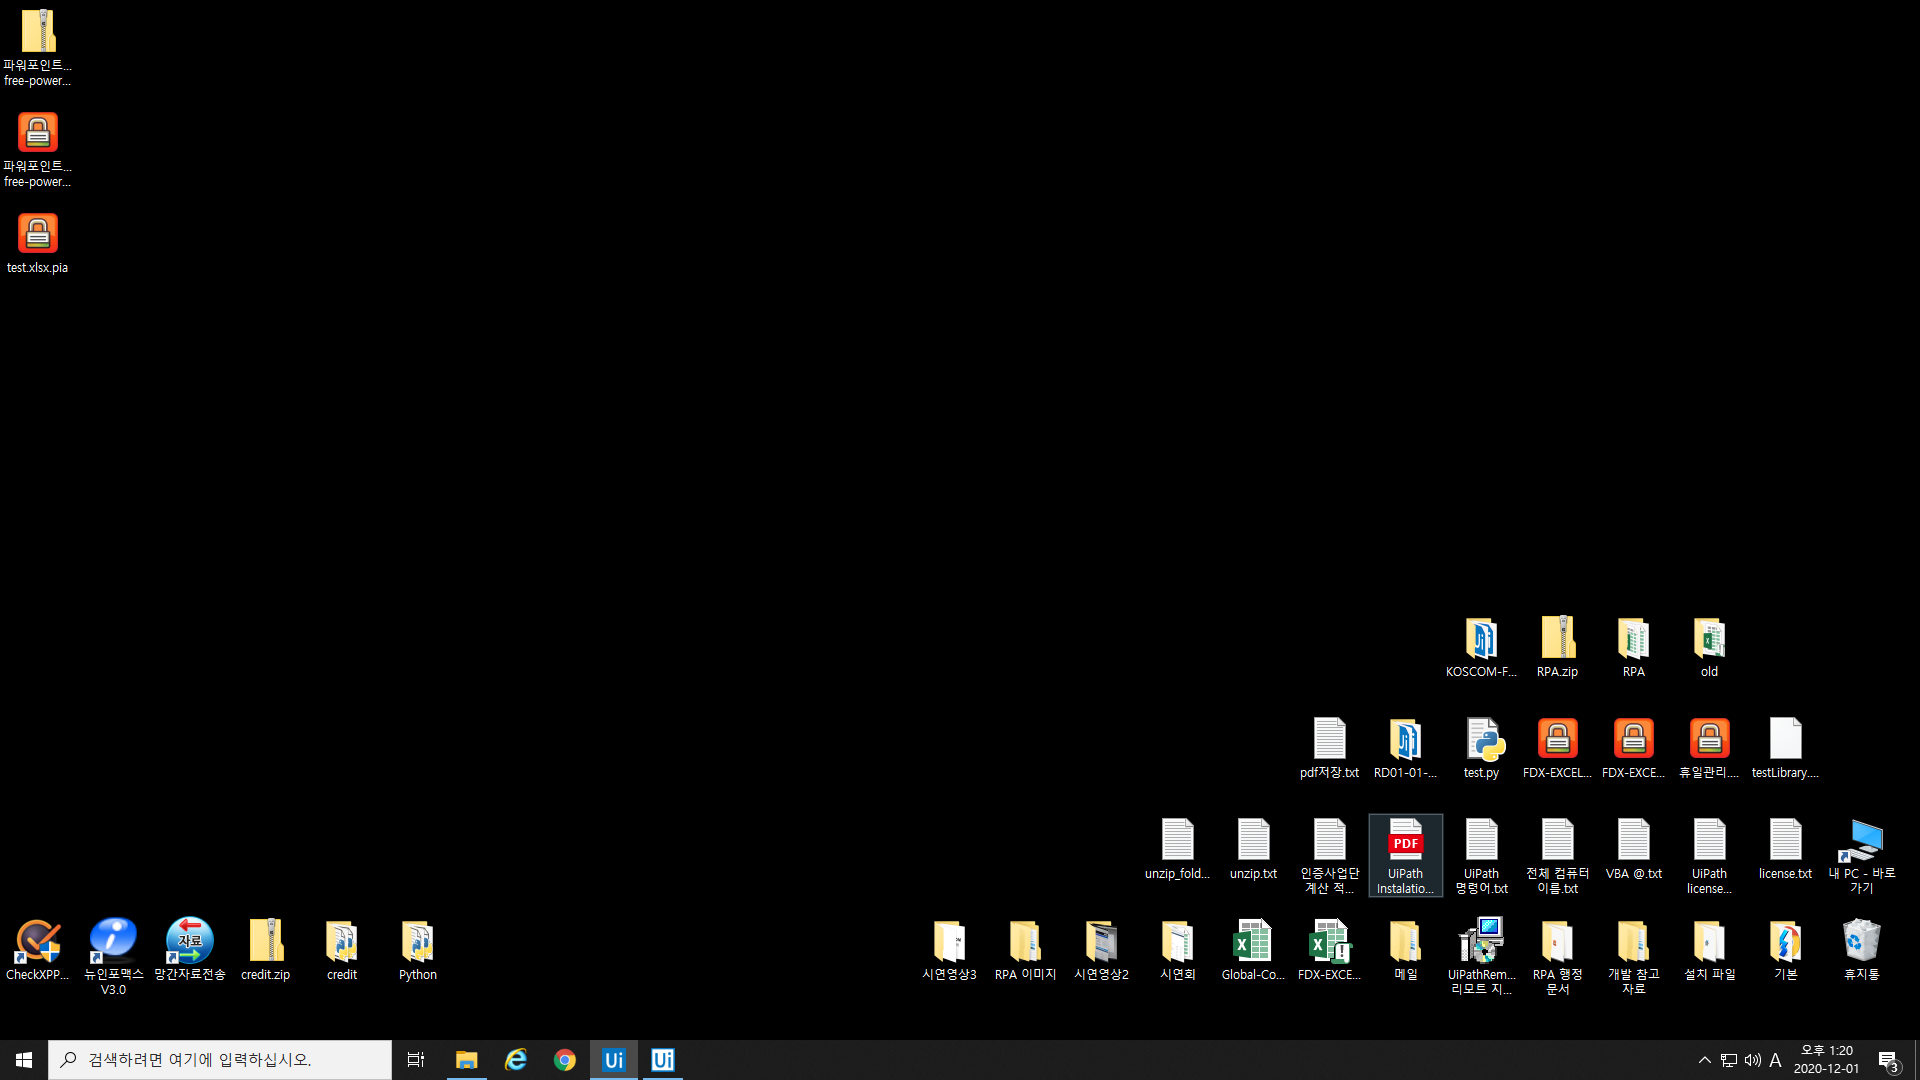 파워포인트...
free-power...
파워포인트...
free-power...
test.xlsx.pia
KOSCOM-F...
RPA.zip
RPA
old
pdf저장.txt
RD01-01-...
test.py
FDX-EXCEL...
FDX-EXCE...
휴일관리....
testLibrary....
unzip_fold...
unzip.txt
인증사업단
계산 적...
PDF
UiPath
Instalatio...
UiPath
명령어.txt
전체 컴퓨터
이름.txt
VBA @.txt
UiPath
license...
license.txt
내 PC - 바로
가기
CheckXPP...
뉴인포맥스
V3.0
자료
망간자료전송
credit.zip
credit
Python
시연영상3
RPA 이미지
시연영상2
시연회
Global-Co...
FDX-EXCE...
메일
UiPathRem...
리모트 지...
RPA 행정
문서
개발 참고
자료
설치 파일
기본
휴지통
검색하려면 여기에 입력하십시오.
Ui
Ui
A
오후 1:20
2020-12-01
3